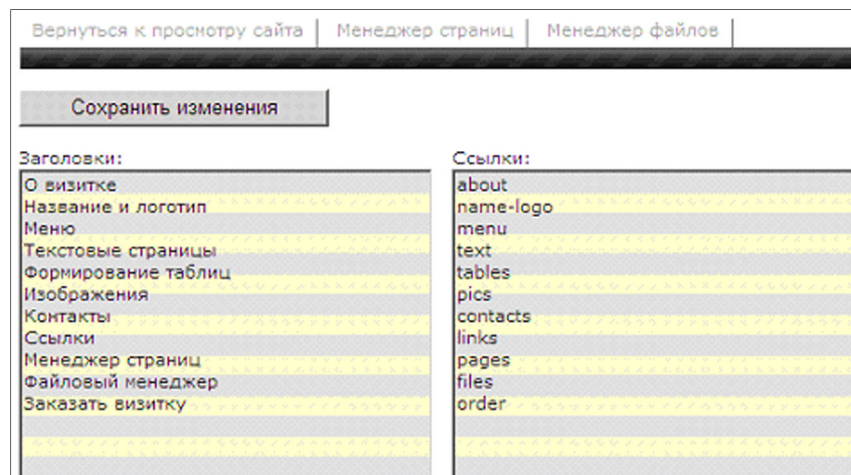 Вернуться к просмотру сайта Менеджер страниц Менеджер файлов
Сохранить изменения
Заголовки:
О визитке
Название и логотип
Меню
Текстовые страницы
Формирование таблиц
Изображения
Контакты
Ссылки
Менеджер страниц
Файловый менеджер
Заказать визитку
Ссылки:
about
name-logo
menu
text
tables
pics
contacts
links
pages
files
order